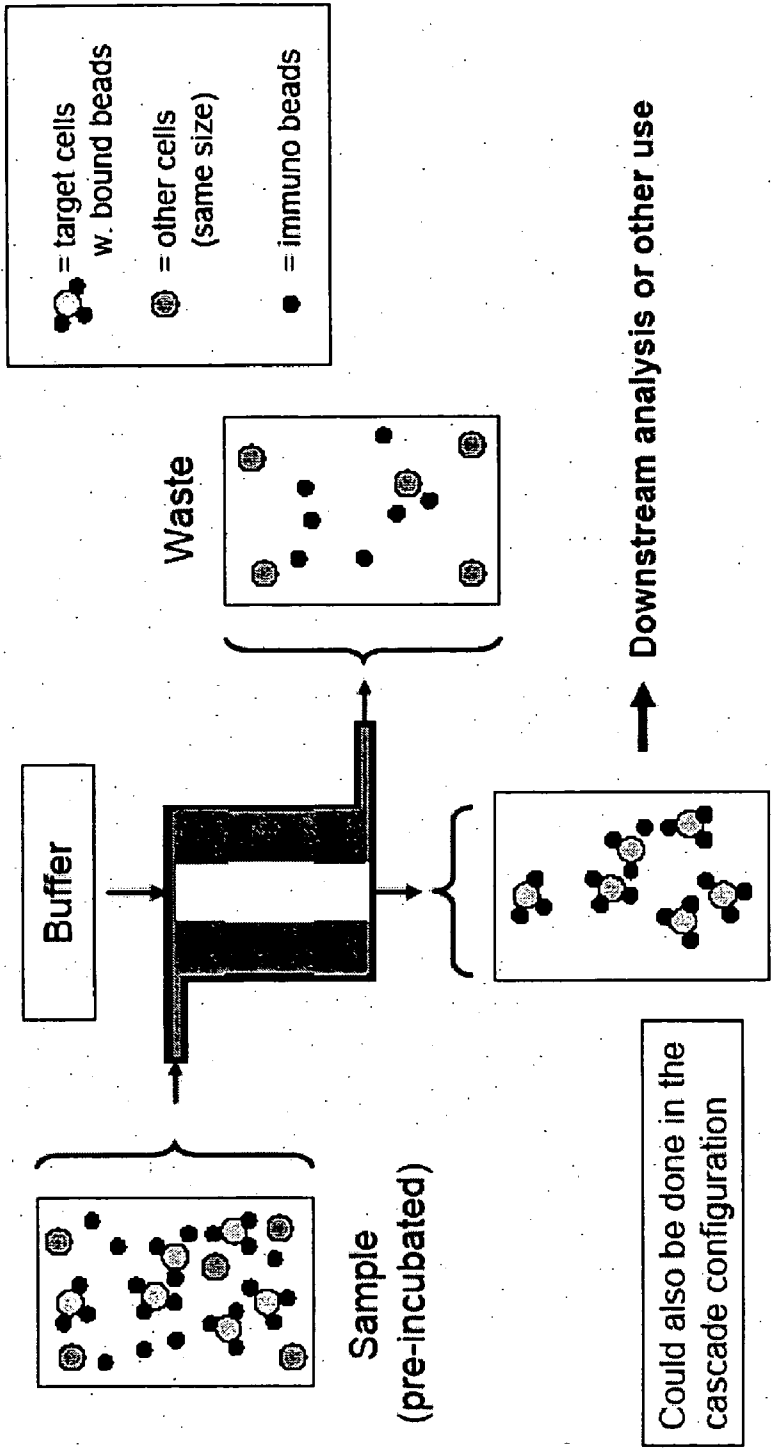 Buffer
Sample
(pre-incubated)
Waste
= target cells
w. bound beads
= other cells
(same size)
= immuno beads
Could also be done in the
cascade configuration
Downstream analysis or other use